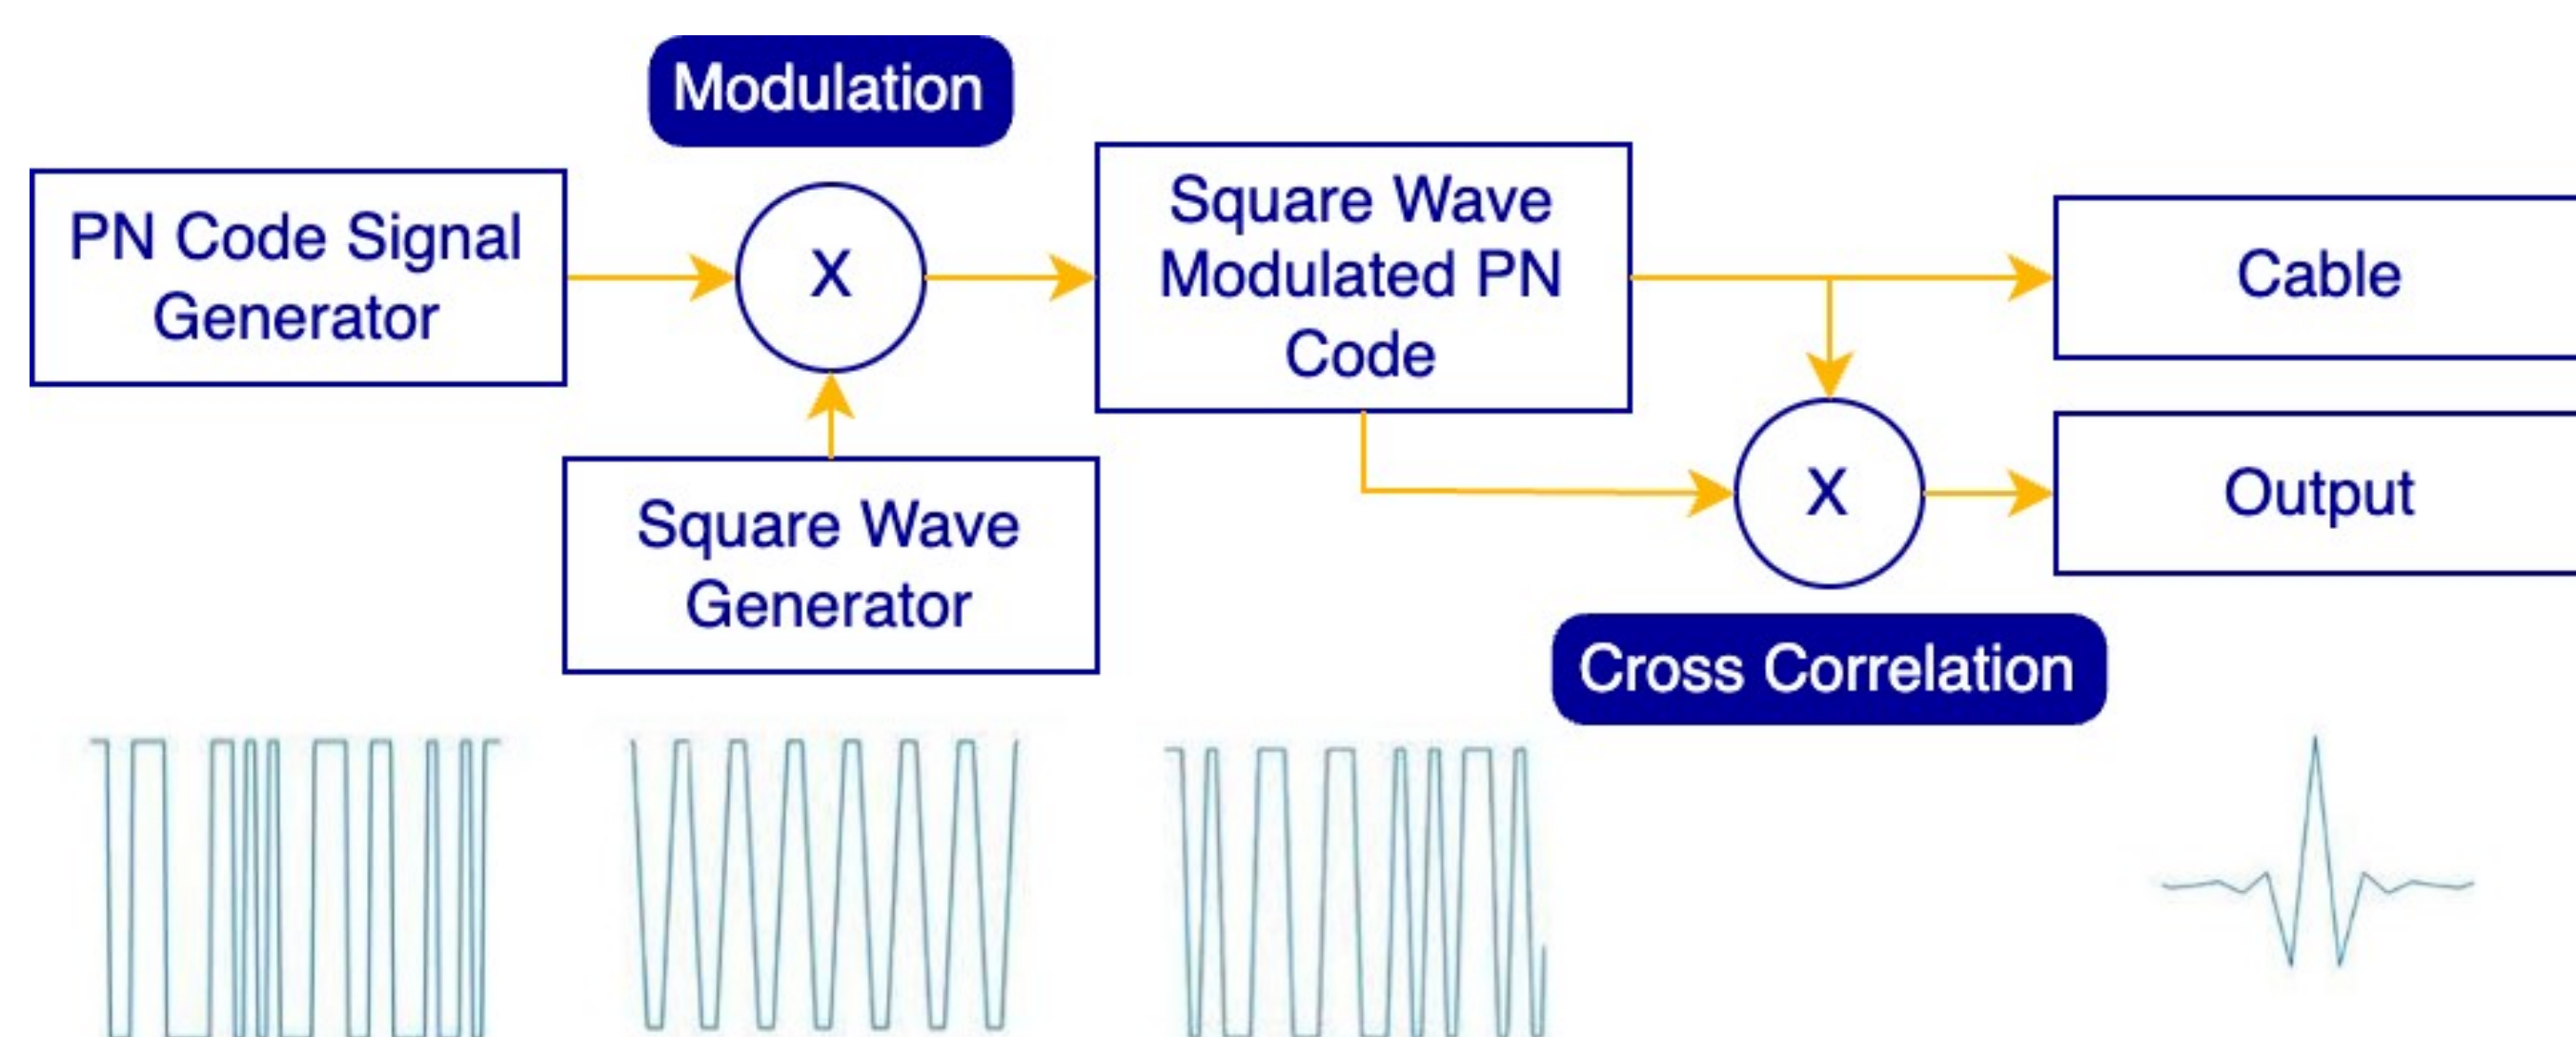 Modulation
PN Code Signal
Generator
X
Square Wave
Modulated PN
Code
Cable
Square Wave
Generator
X
Output
Cross Correlation